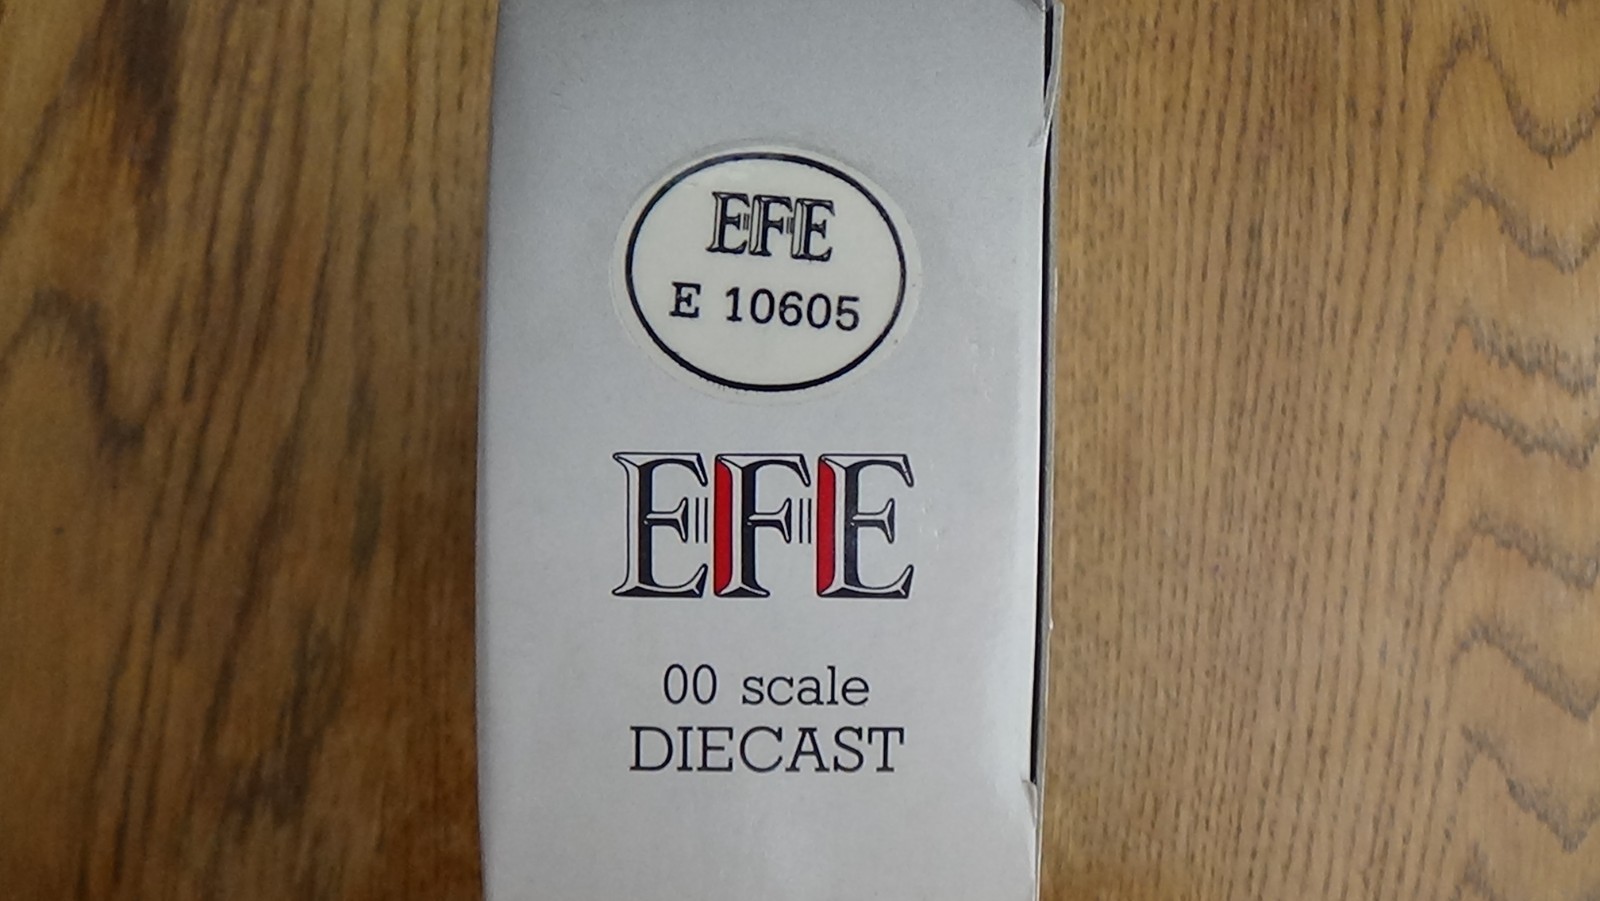 EFE
E 10605
EFE
00 scale
DIECAST